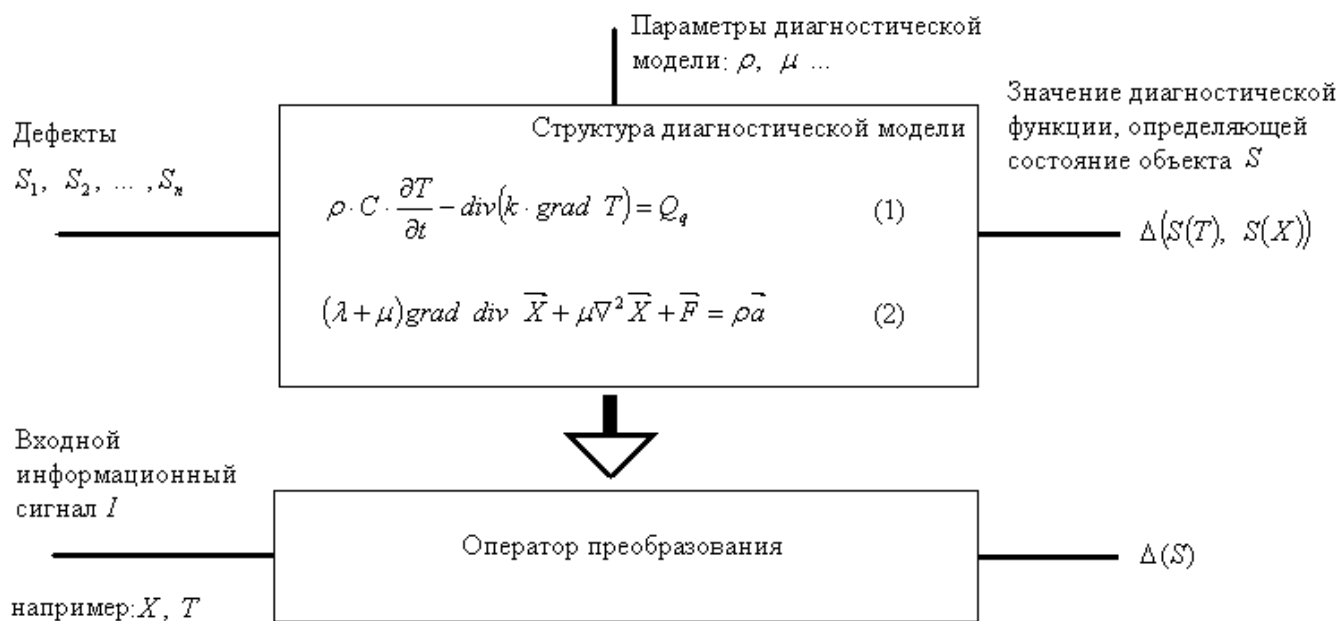 Параметры диагностической
модели: ρ, μ ...
Значение диагностической
функции, определяющей
состояние объекта S
Дефекты
S₁, S₂, ... ,Sₙ
Структура диагностической модели
ρ · C · ∂T/∂t − div(k · grad T) = Q_q (1)
Δ(S(T), S(X))
(λ + μ)grad div X⃗ + μ∇²X⃗ + F⃗ = ρa⃗ (2)
Входной
информационный
сигнал I
Оператор преобразования
Δ(S)
например: X, T